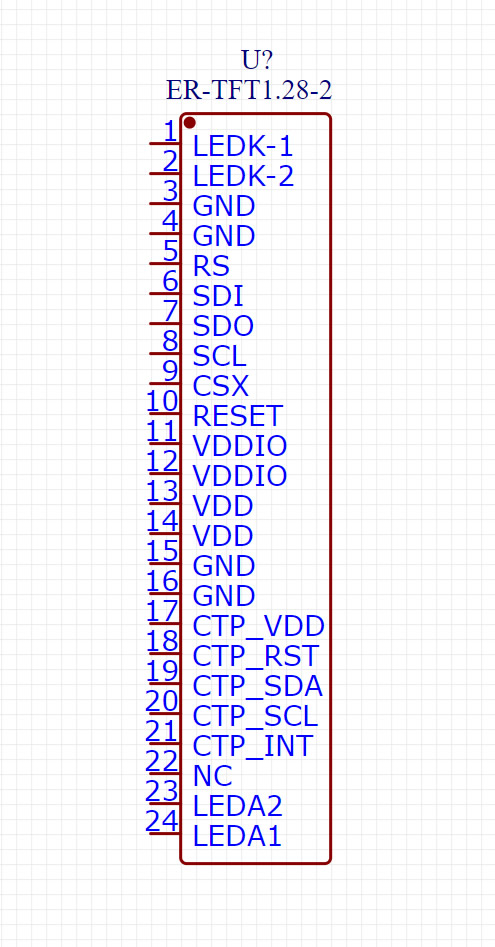 U?
ER-TFT1.28-2
1 LEDK-1
2 LEDK-2
3 GND
4 GND
5 RS
6 SDI
7 SDO
8 SCL
9 CSX
10 RESET
11 VDDIO
12 VDDIO
13 VDD
14 VDD
15 GND
16 GND
17 CTP_VDD
18 CTP_RST
19 CTP_SDA
20 CTP_SCL
21 CTP_INT
22 NC
23 LEDA2
24 LEDA1